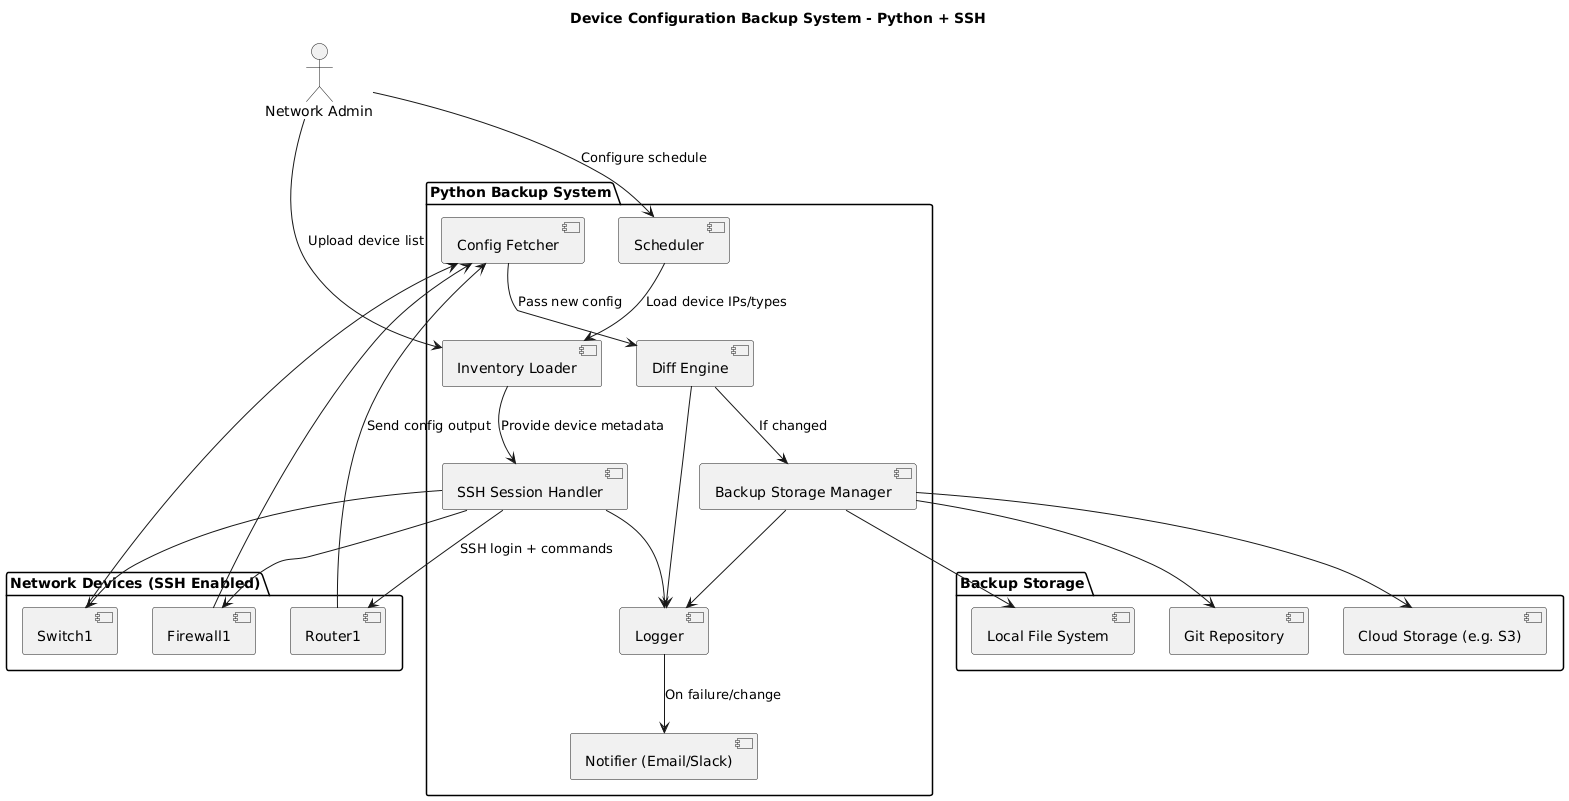 Device Configuration Backup System - Python + SSH
Network Admin
Configure schedule
Python Backup System
Upload device list
Config Fetcher
Scheduler
Pass new config
Load device IPs/types
Inventory Loader
Diff Engine
Send config output
Provide device metadata
If changed
SSH Session Handler
Backup Storage Manager
SSH login + commands
Network Devices (SSH Enabled)
Backup Storage
Switch1
Firewall1
Router1
Logger
Local File System
Git Repository
Cloud Storage (e.g. S3)
On failure/change
Notifier (Email/Slack)